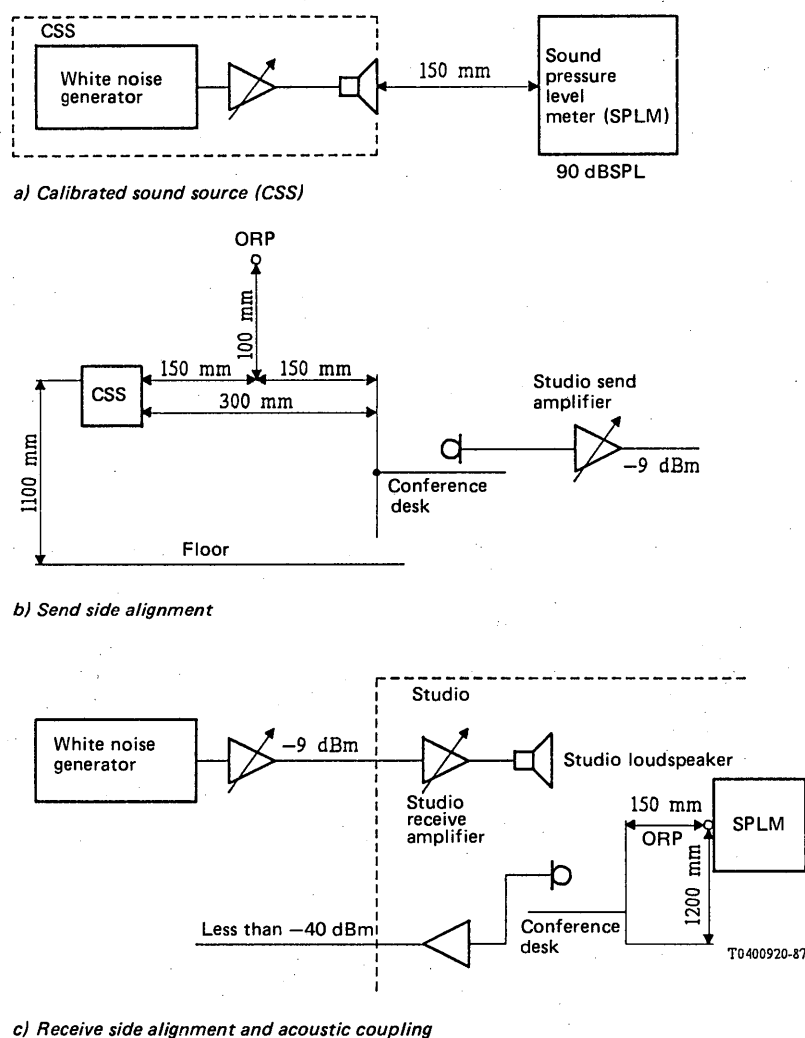 CSS
White noise
generator
150 mm
Sound
pressure
level
meter (SPLM)
90 dBSPL
a) Calibrated sound source (CSS)
ORP
100 mm
150 mm
150 mm
CSS
300 mm
1100 mm
Studio send
amplifier
−9 dBm
Conference
desk
Floor
b) Send side alignment
Studio
White noise
generator
−9 dBm
Studio loudspeaker
Studio
receive
amplifier
150 mm
ORP
SPLM
1200 mm
Less than −40 dBm
Conference
desk
T0400920-87
c) Receive side alignment and acoustic coupling